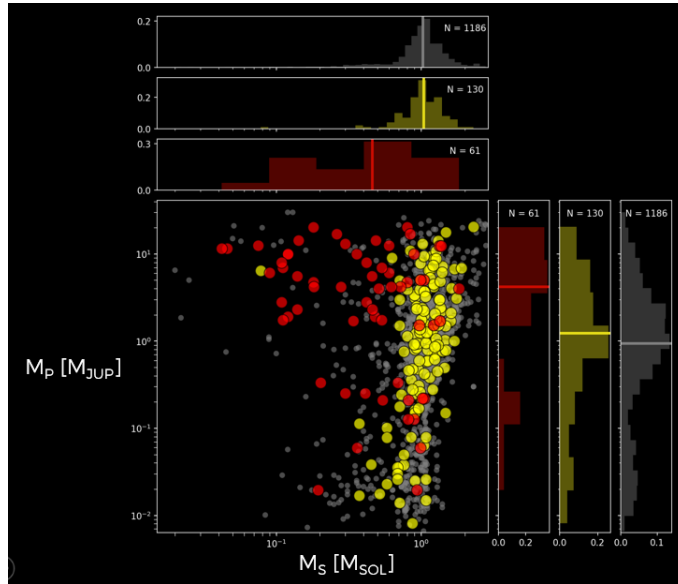 0.2
N = 1186
0.0
0.2
N = 130
0.0
0.3
N = 61
0.0
N = 61
N = 130
N = 1186
10¹
10⁰
M_P [M_JUP]
10⁻¹
10⁻²
10⁻¹
10⁰
0.0 0.2
0.0 0.2
0.0 0.1
M_S [M_SOL]